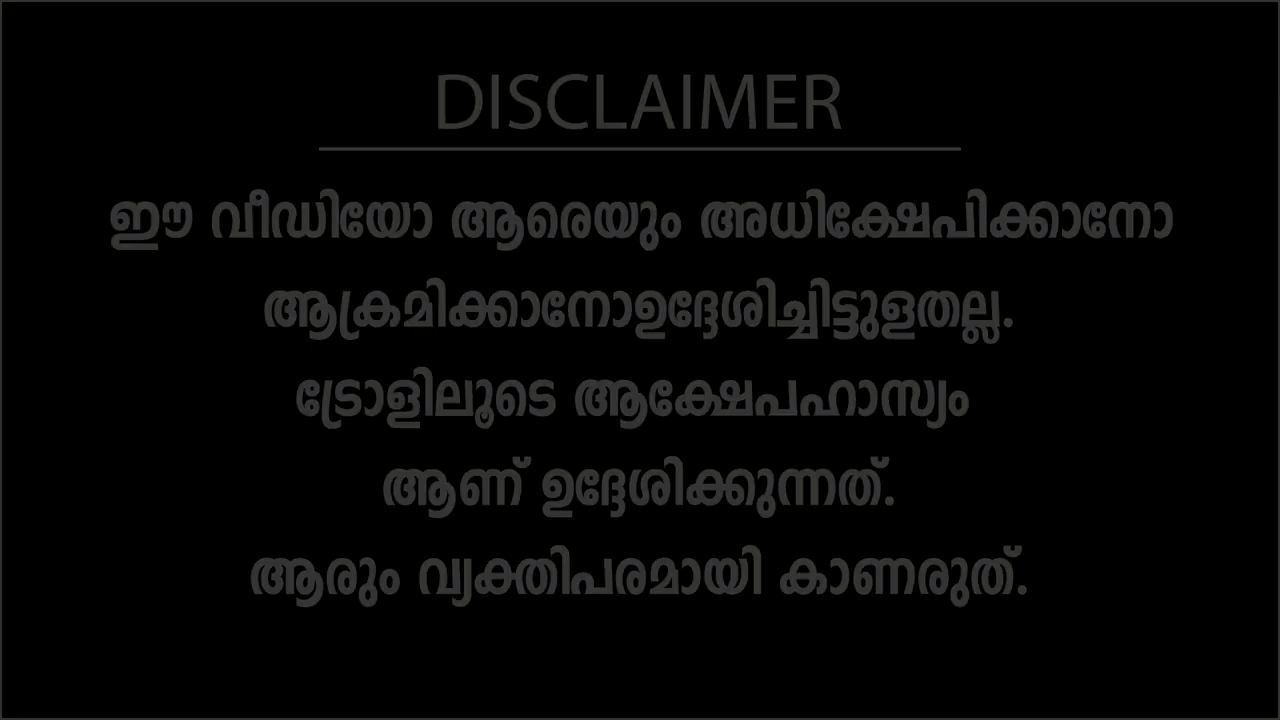 DISCLAIMER
ഈ വീഡിയോ ആരെയും അധിക്ഷേപിക്കാനോ
ആക്രമിക്കാനോഉദ്ദേശിച്ചിട്ടുളതല്ല.
ട്രോളിലൂടെ ആക്ഷേപഹാസ്യം
ആണ് ഉദ്ദേശിക്കുന്നത്.
ആരും വ്യക്തിപരമായി കാണരുത്.